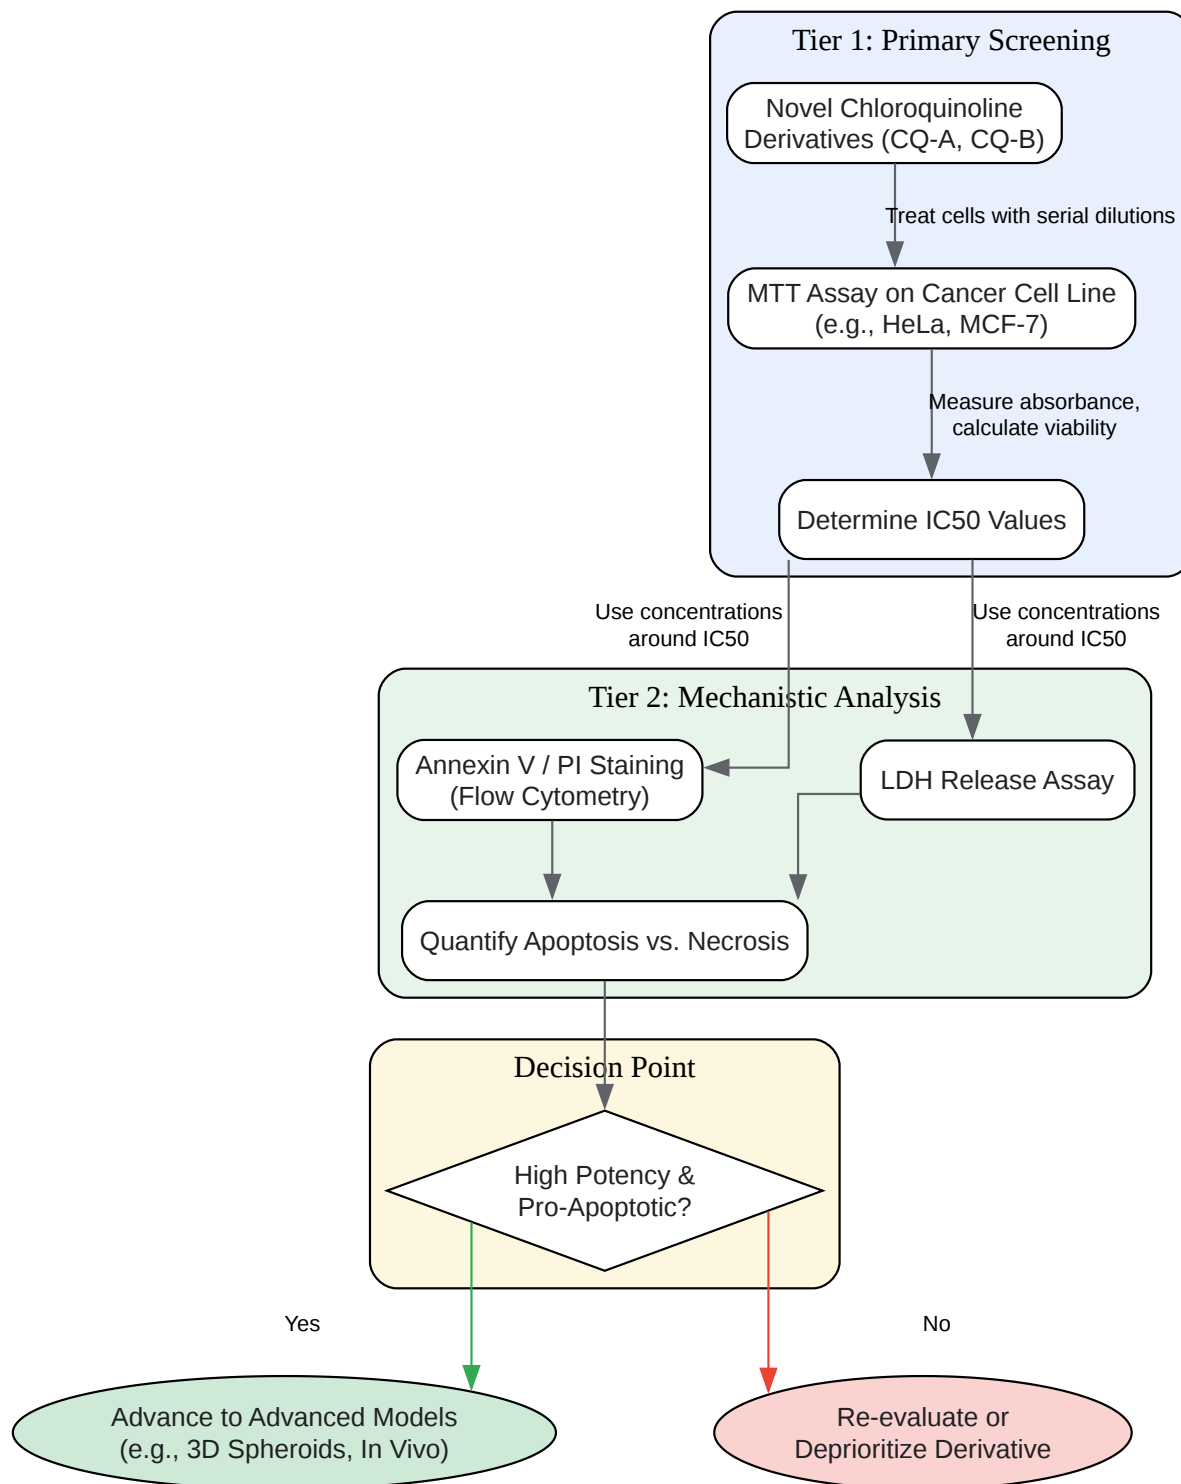 Tier 1: Primary Screening
Novel Chloroquinoline
Derivatives (CQ-A, CQ-B)
Treat cells with serial dilutions
MTT Assay on Cancer Cell Line
(e.g., HeLa, MCF-7)
Measure absorbance,
calculate viability
Determine IC50 Values
Use concentrations
around IC50
Use concentrations
around IC50
Tier 2: Mechanistic Analysis
Annexin V / PI Staining
(Flow Cytometry)
LDH Release Assay
Quantify Apoptosis vs. Necrosis
Decision Point
High Potency &
Pro-Apoptotic?
Yes
No
Advance to Advanced Models
(e.g., 3D Spheroids, In Vivo)
Re-evaluate or
Deprioritize Derivative